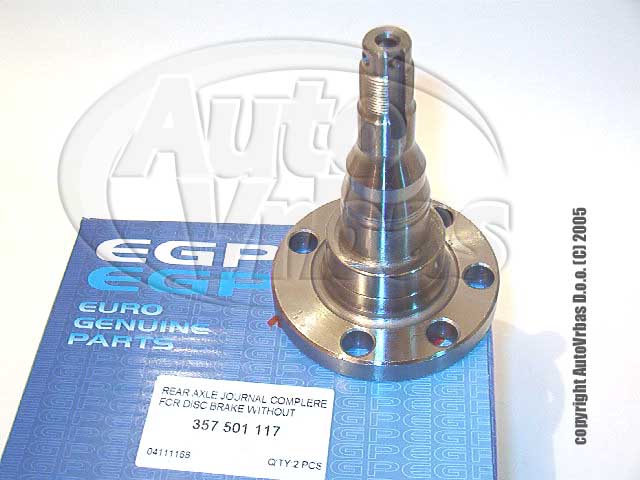 Auto
Vrbas
EGP
EGP
EURO
GENUINE
PARTS
REAR AXLE JOURNAL COMPLERE
FOR DISC BRAKE WITHOUT
357 501 117
04111168
Q'TY:2 PCS
copyright AutoVrbas D.o.o. (C) 2005